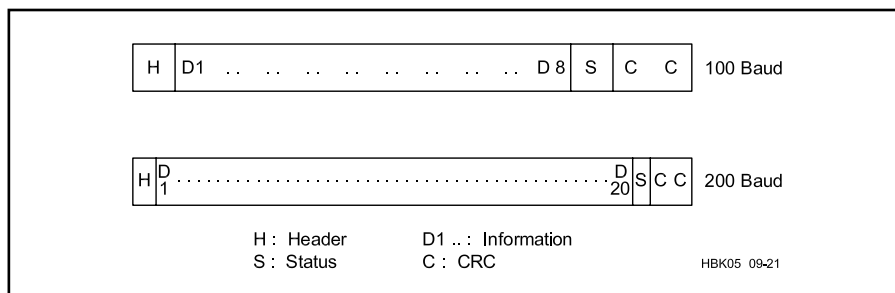 H D1 .. .. .. .. .. .. .. D 8 S C C 100 Baud
H D 1 ............................................. D 20 S C C 200 Baud
H : Header D1 .. : Information
S : Status C : CRC
HBK05 09-21